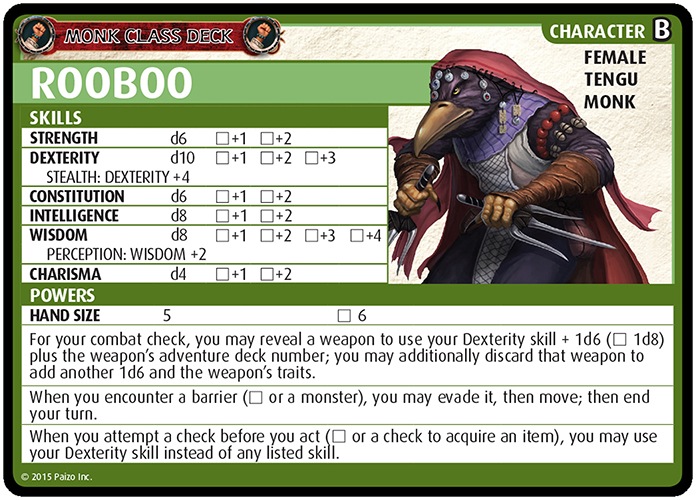 MONK CLASS DECK
CHARACTER B
ROOBOO
FEMALE
TENGU
MONK
SKILLS
STRENGTH d6 □ +1 □ +2
DEXTERITY d10 □ +1 □ +2 □ +3
STEALTH: DEXTERITY +4
CONSTITUTION d6 □ +1 □ +2
INTELLIGENCE d8 □ +1 □ +2
WISDOM d8 □ +1 □ +2 □ +3 □ +4
PERCEPTION: WISDOM +2
CHARISMA d4 □ +1 □ +2
POWERS
HAND SIZE 5 □ 6
For your combat check, you may reveal a weapon to use your Dexterity skill + 1d6 (□ 1d8)
plus the weapon's adventure deck number; you may additionally discard that weapon to
add another 1d6 and the weapon's traits.
When you encounter a barrier (□ or a monster), you may evade it, then move; then end
your turn.
When you attempt a check before you act (□ or a check to acquire an item), you may use
your Dexterity skill instead of any listed skill.
© 2015 Paizo Inc.